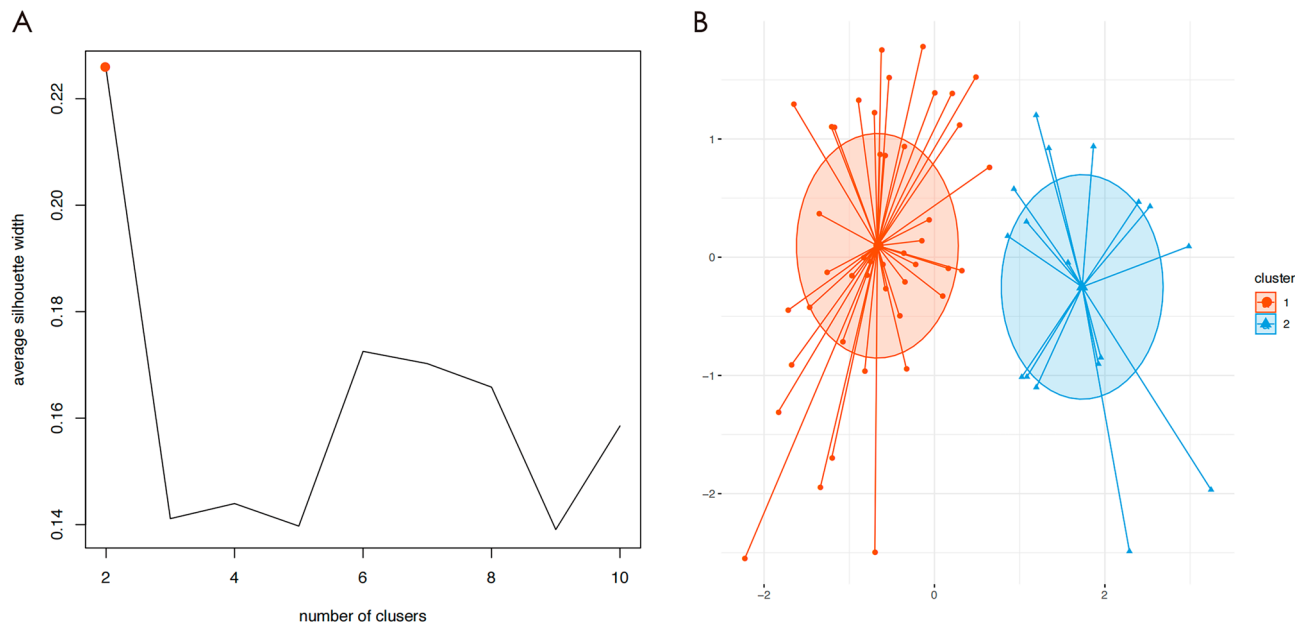 A
average silhouette width
0.22
0.20
0.18
0.16
0.14
2 4 6 8 10
number of clusers
B
1
0
−1
−2
−2 0 2
cluster
1
2